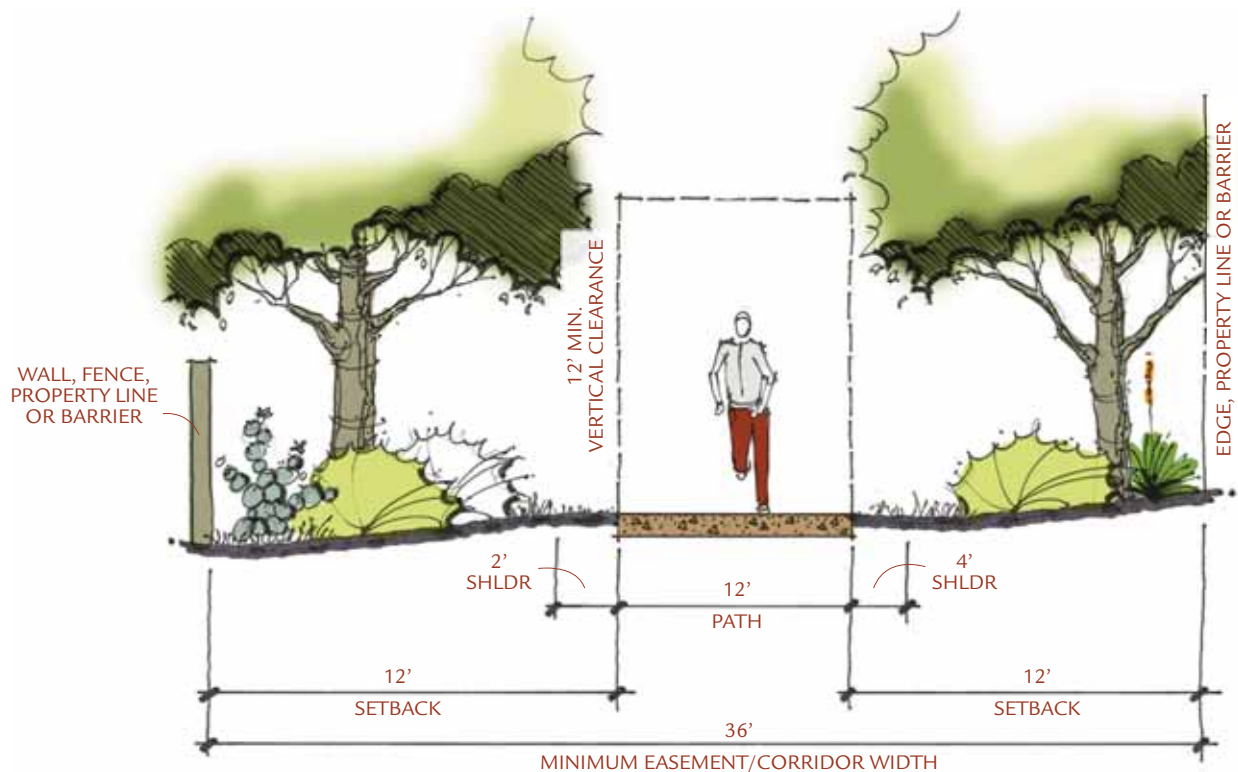 EDGE, PROPERTY LINE OR BARRIER
12’ MIN.
VERTICAL CLEARANCE
WALL, FENCE,
PROPERTY LINE
OR BARRIER
2’
SHLDR
4’
SHLDR
12’
PATH
12’
SETBACK
12’
SETBACK
36’
MINIMUM EASEMENT/CORRIDOR WIDTH